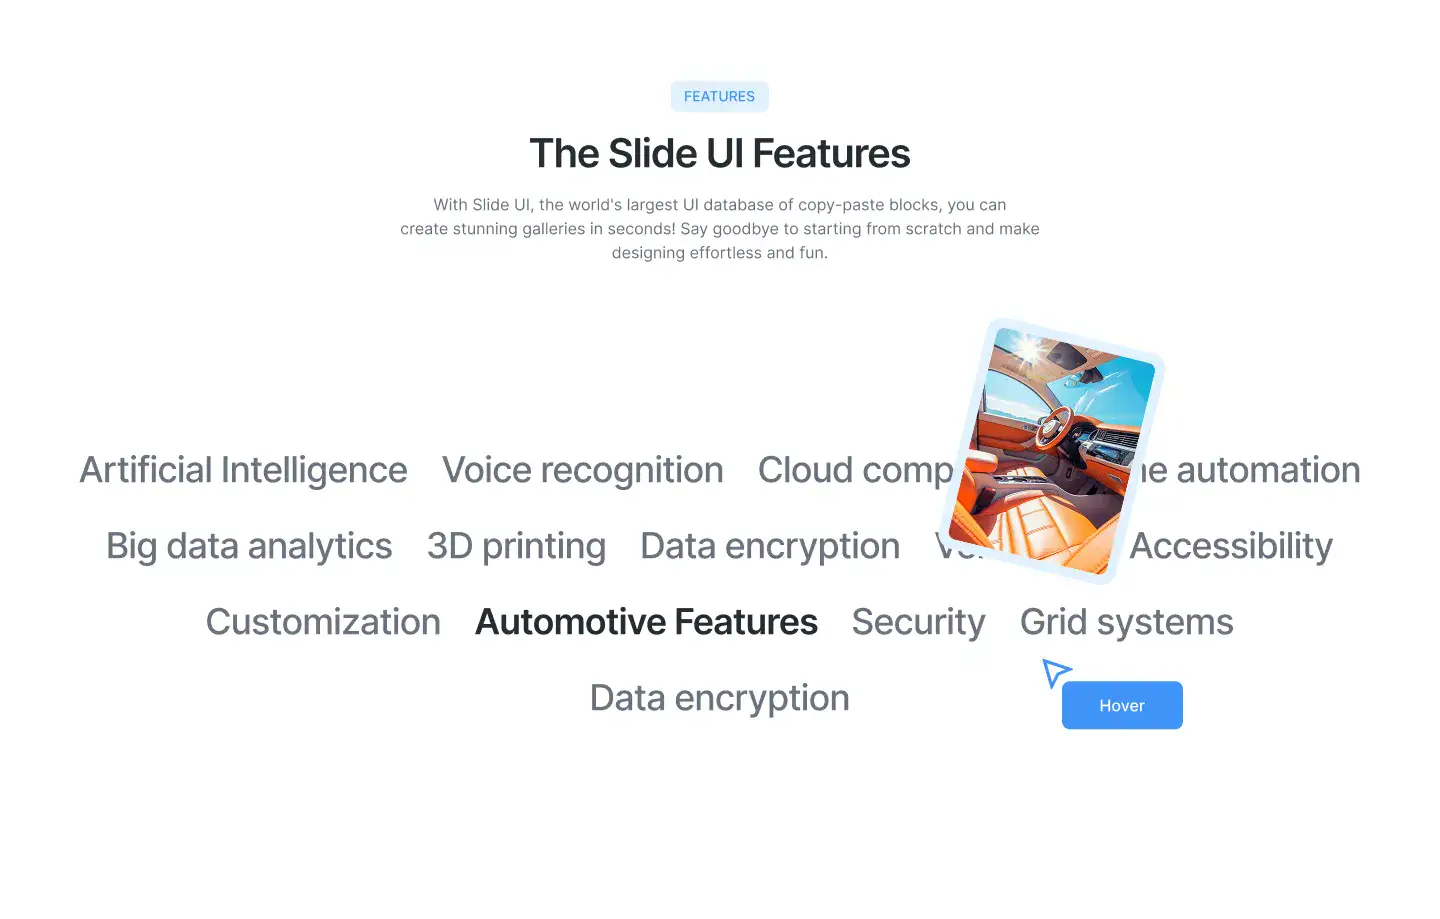 FEATURES
The Slide UI Features
With Slide UI, the world's largest UI database of copy-paste blocks, you can
create stunning galleries in seconds! Say goodbye to starting from scratch and make
designing effortless and fun.
Artificial Intelligence Voice recognition Cloud automation
Big data analytics 3D printing Data encryption Accessibility
Customization Automotive Features Security Grid systems
Data encryption
Hover